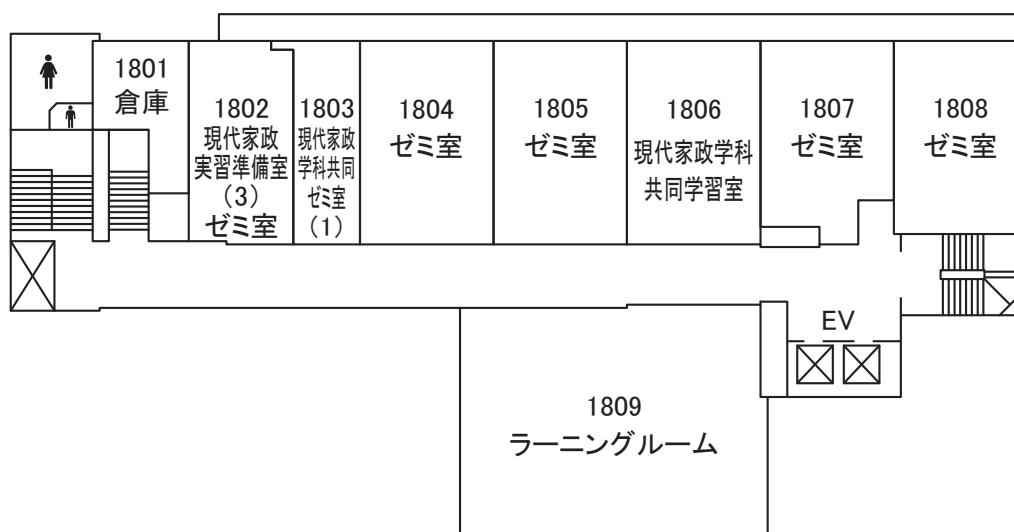 1801
倉庫
1802
現代家政
実習準備室
（3）
ゼミ室
1803
現代家政
学科共同
ゼミ室
（1）
1804
ゼミ室
1805
ゼミ室
1806
現代家政学科
共同学習室
1807
ゼミ室
1808
ゼミ室
EV
1809
ラーニングルーム